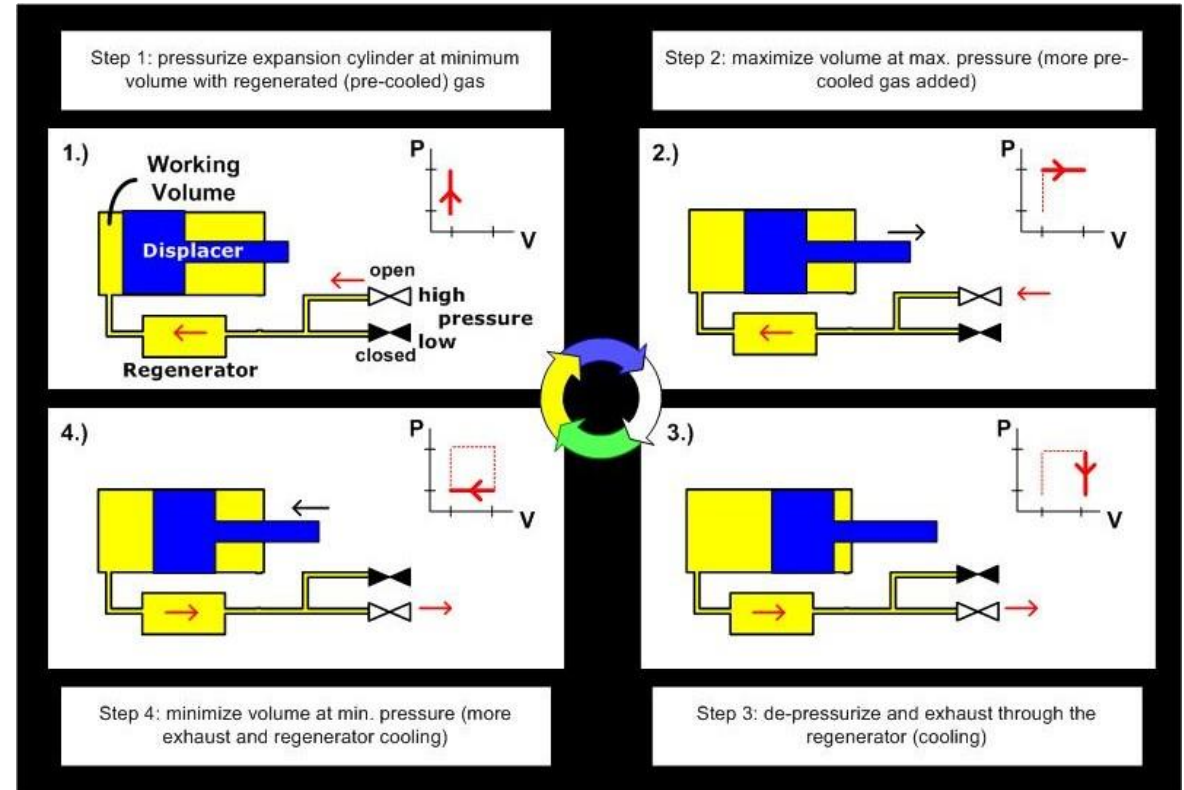 Step 1: pressurize expansion cylinder at minimum
volume with regenerated (pre-cooled) gas
Step 2: maximize volume at max. pressure (more pre-
cooled gas added)
1.)
Working
Volume
Displacer
P
V
open
high
pressure
low
closed
Regenerator
2.)
P
V
4.)
P
V
3.)
P
V
Step 4: minimize volume at min. pressure (more
exhaust and regenerator cooling)
Step 3: de-pressurize and exhaust through the
regenerator (cooling)